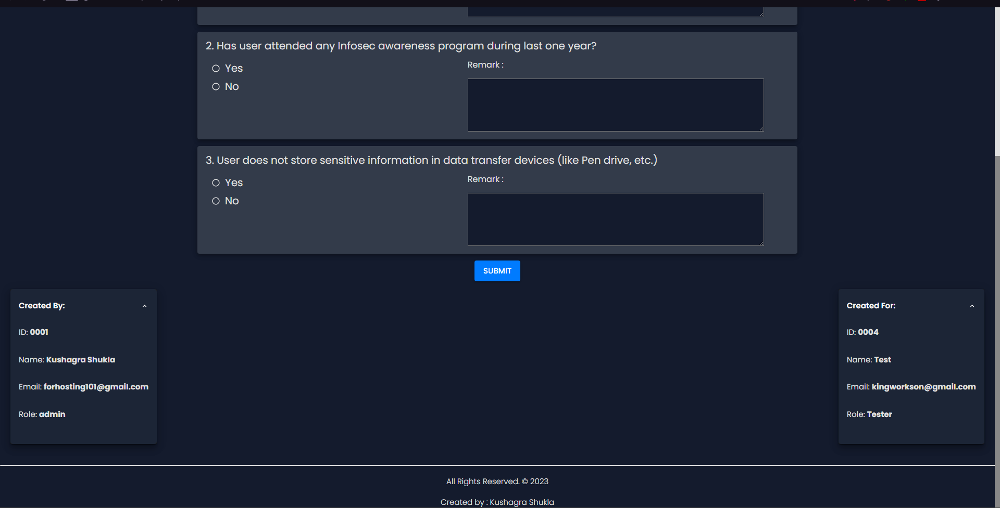 2. Has user attended any Infosec awareness program during last one year?
Yes
No
Remark :
3. User does not store sensitive information in data transfer devices (like Pen drive, etc.)
Yes
No
Remark :
SUBMIT
Created By:
ID: 0001
Name: Kushagra Shukla
Email: forhosting101@gmail.com
Role: admin
Created For:
ID: 0004
Name: Test
Email: kingworkson@gmail.com
Role: Tester
All Rights Reserved. © 2023
Created by : Kushagra Shukla